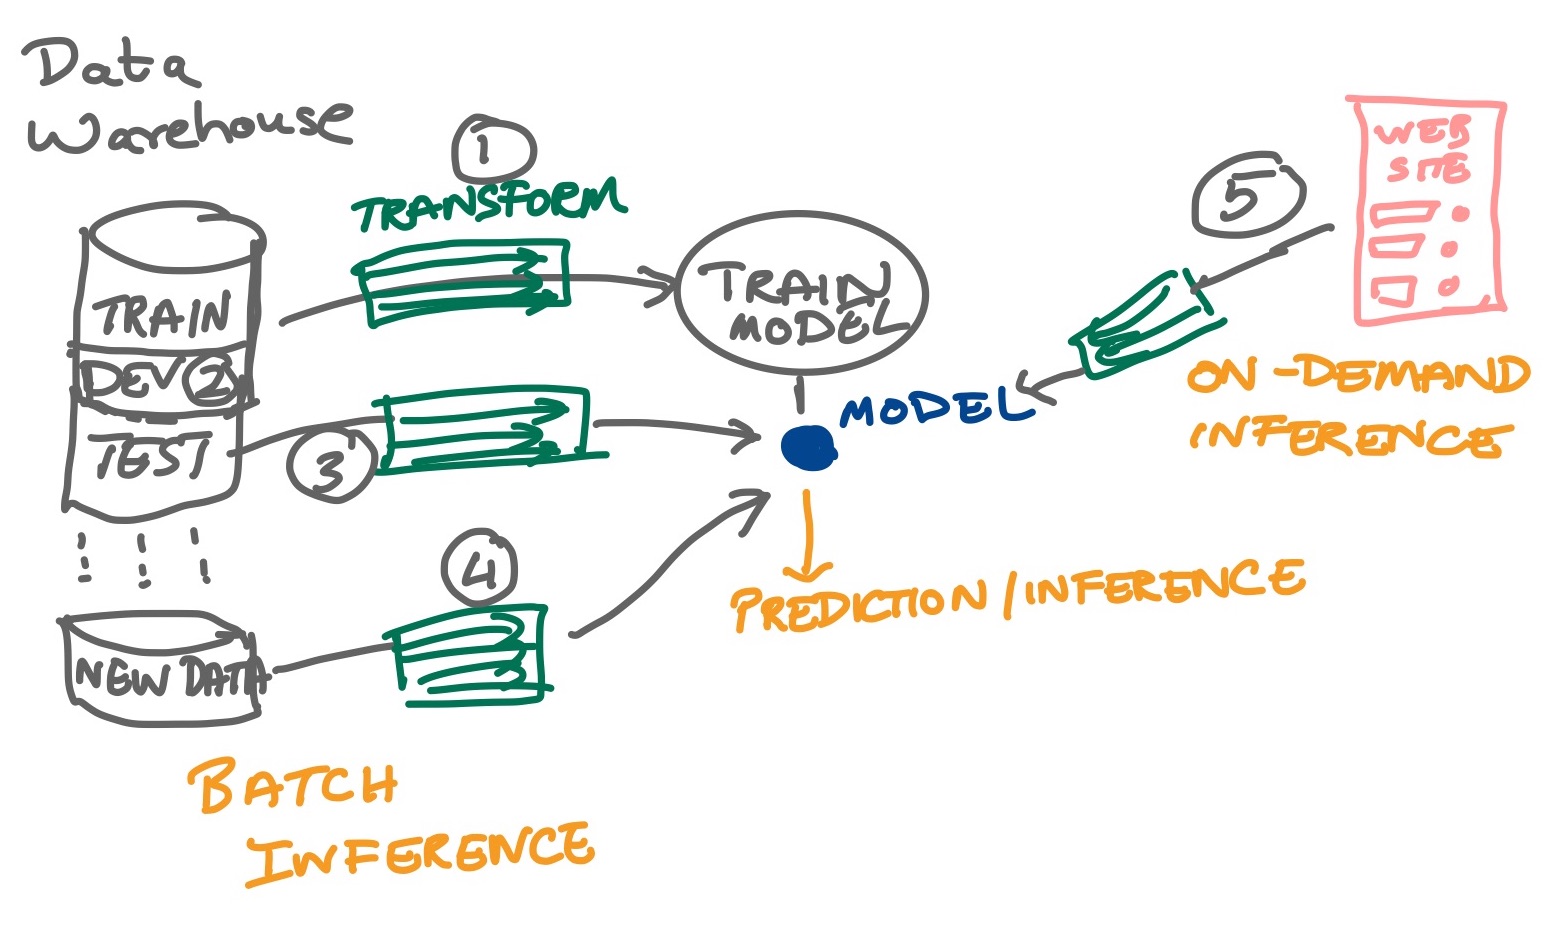 Data
Warehouse
1
TRANSFORM
TRAIN
DEV 2
TEST
3
TRAIN
MODEL
MODEL
5
WEB
SITE
ON-DEMAND
INFERENCE
4
NEW DATA
PREDICTION/INFERENCE
BATCH
INFERENCE